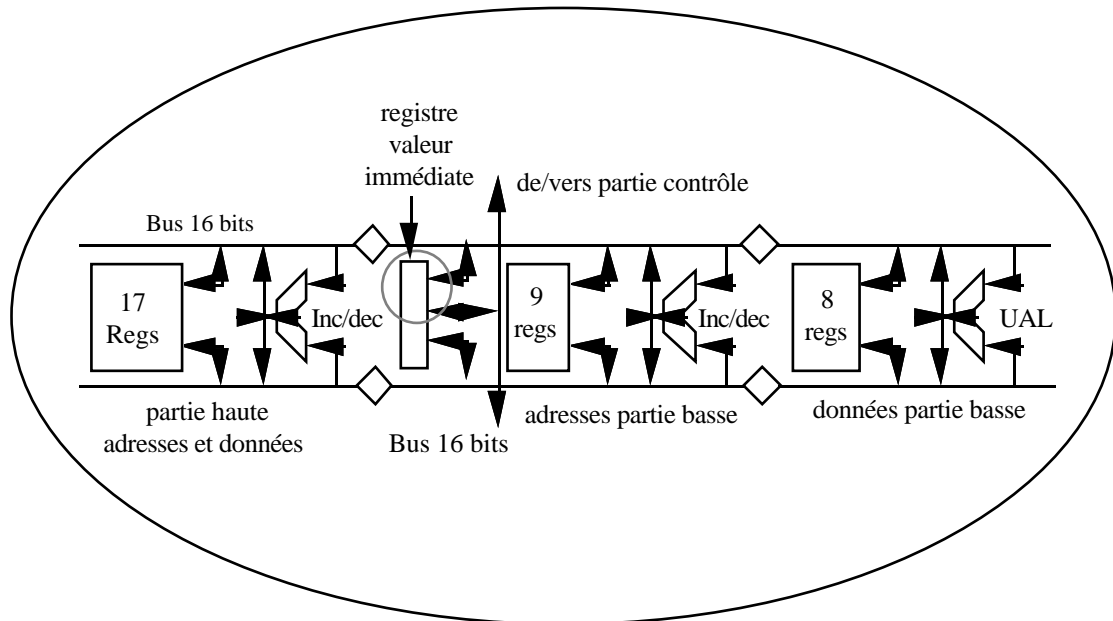 registre
valeur
immédiate
de/vers partie contrôle
Bus 16 bits
17
Regs
Inc/dec
9
regs
Inc/dec
8
regs
UAL
partie haute
adresses et données
Bus 16 bits
adresses partie basse
données partie basse